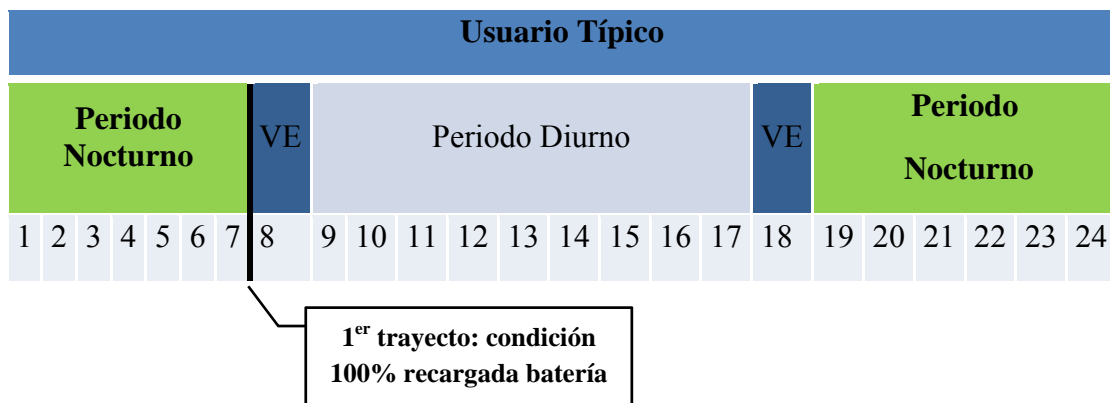 Usuario Típico
Periodo
Nocturno
VE
Periodo Diurno
VE
Periodo
Nocturno
1 2 3 4 5 6 7 8 9 10 11 12 13 14 15 16 17 18 19 20 21 22 23 24
1er trayecto: condición
100% recargada batería